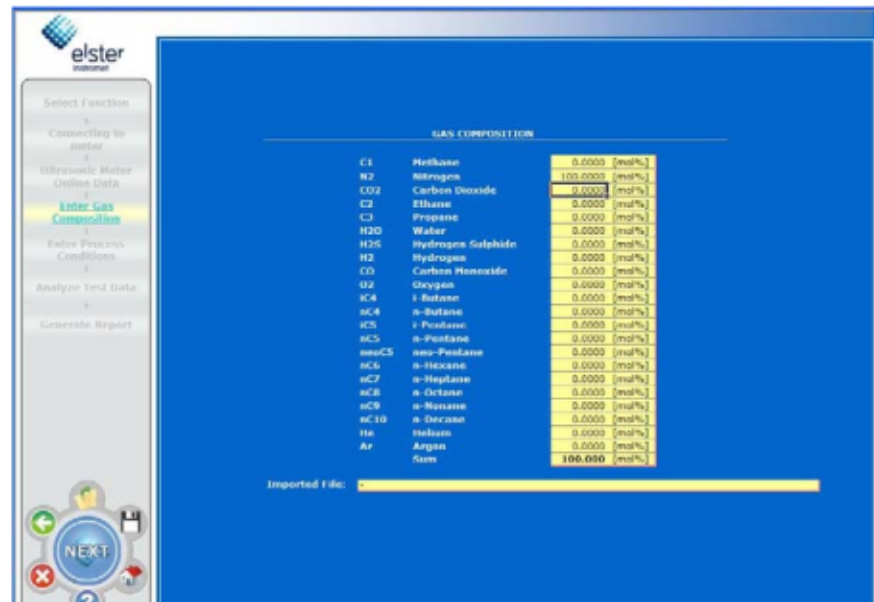 elster
Instromet
Select Function
Connecting to
meter
Ultrasonic Meter
Online Data
Enter Gas
Composition
Enter Process
Conditions
Analyze Test Data
Generate Report
GAS COMPOSITION
C1 Methane 0.0000 [mol%]
N2 Nitrogen 100.0000 [mol%]
CO2 Carbon Dioxide 0.0000 [mol%]
C2 Ethane 0.0000 [mol%]
C3 Propane 0.0000 [mol%]
H2O Water 0.0000 [mol%]
H2S Hydrogen Sulphide 0.0000 [mol%]
H2 Hydrogen 0.0000 [mol%]
CO Carbon Monoxide 0.0000 [mol%]
O2 Oxygen 0.0000 [mol%]
iC4 i-Butane 0.0000 [mol%]
nC4 n-Butane 0.0000 [mol%]
iC5 i-Pentane 0.0000 [mol%]
nC5 n-Pentane 0.0000 [mol%]
neoC5 neo-Pentane 0.0000 [mol%]
nC6 n-Hexane 0.0000 [mol%]
nC7 n-Heptane 0.0000 [mol%]
nC8 n-Octane 0.0000 [mol%]
nC9 n-Nonane 0.0000 [mol%]
nC10 n-Decane 0.0000 [mol%]
He Helium 0.0000 [mol%]
Ar Argon 0.0000 [mol%]
Sum 100.000 [mol%]
Imported File: -
NEXT
?